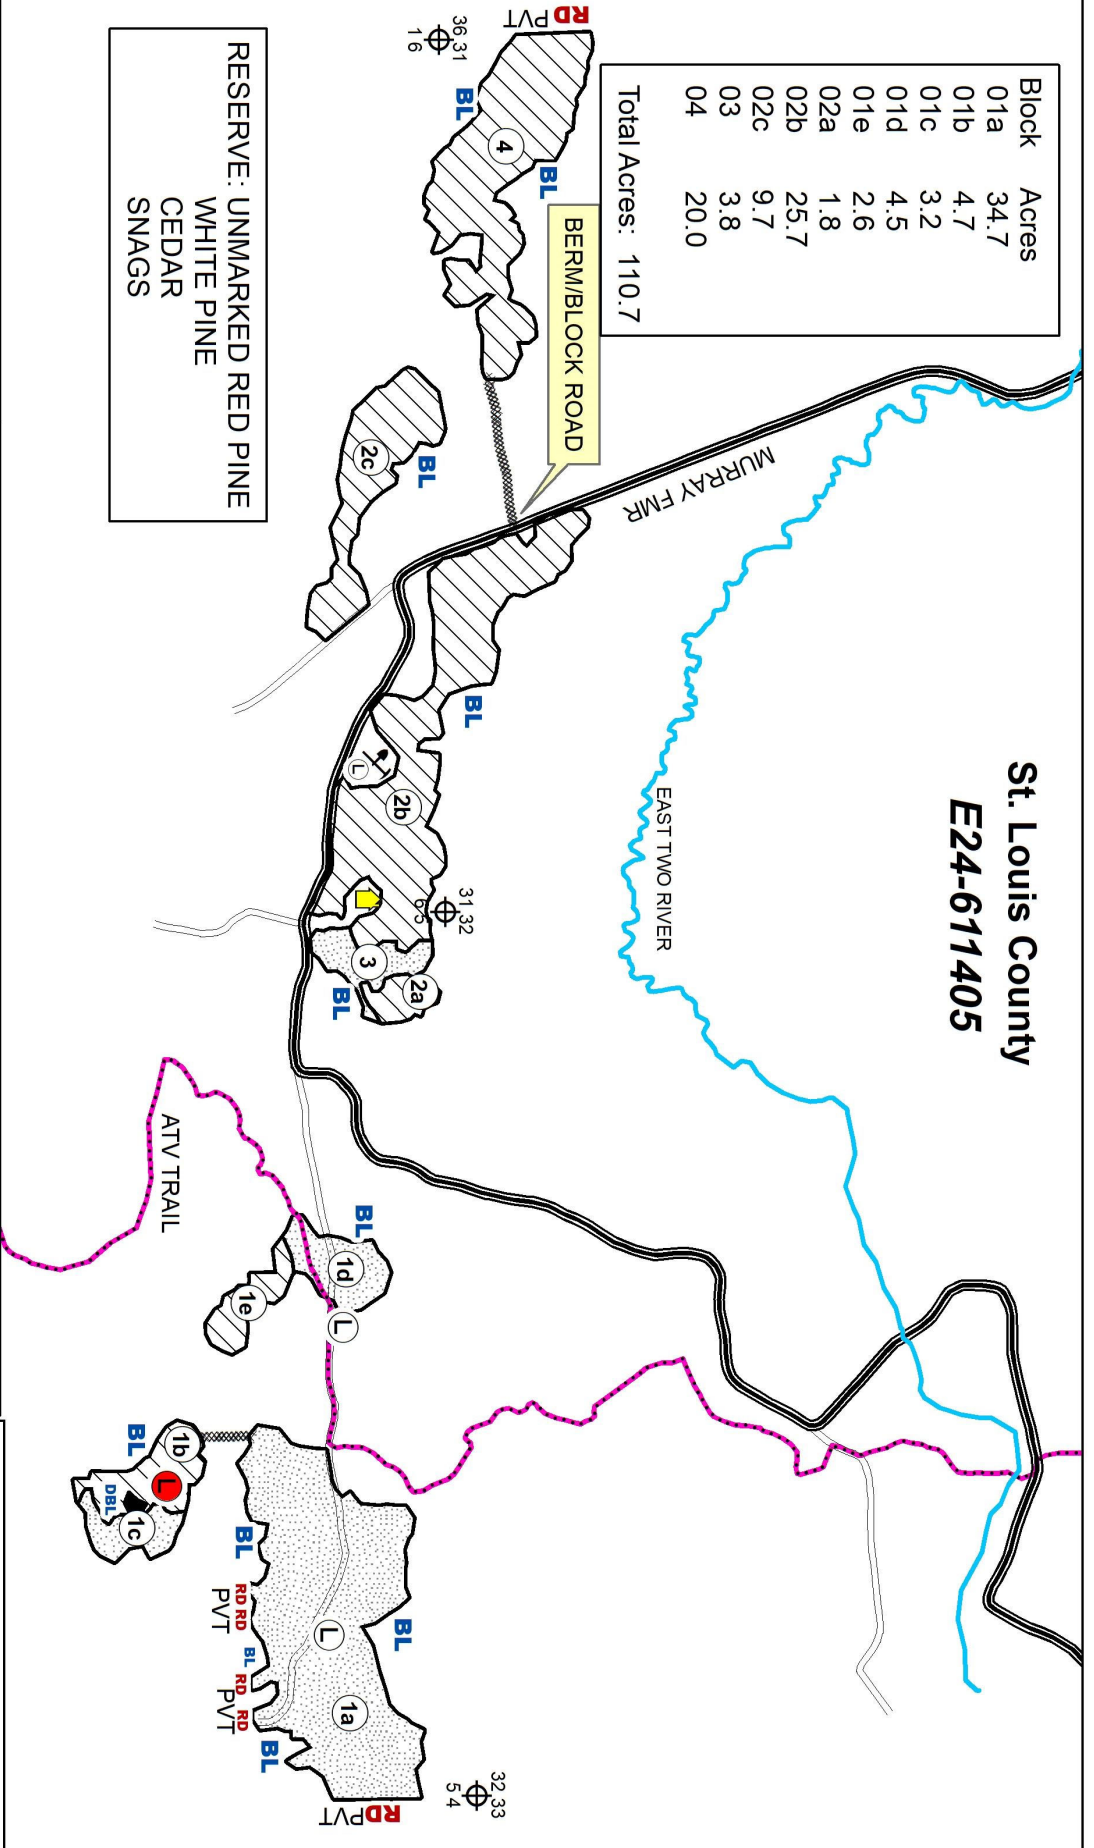 St. Louis County
E24-611405
Block Acres
01a 34.7
01b 4.7
01c 3.2
01d 4.5
01e 2.6
02a 1.8
02b 25.7
02c 9.7
03 3.8
04 20.0
Total Acres: 110.7
RD
PVT
36 31
1 6
BL
4
BL
BERM/BLOCK ROAD
MURRAY FMR
EAST TWO RIVER
2c
BL
BL
L
2b
31 32
6 5
3
2a
BL
RESERVE: UNMARKED RED PINE
WHITE PINE
CEDAR
SNAGS
ATV TRAIL
BL
1d
1e
L
BL
1b
L
DBL
1c
BL
RD RD
PVT
BL
RD RD
PVT
BL
L
BL
1a
RD
PVT
32 33
5 4